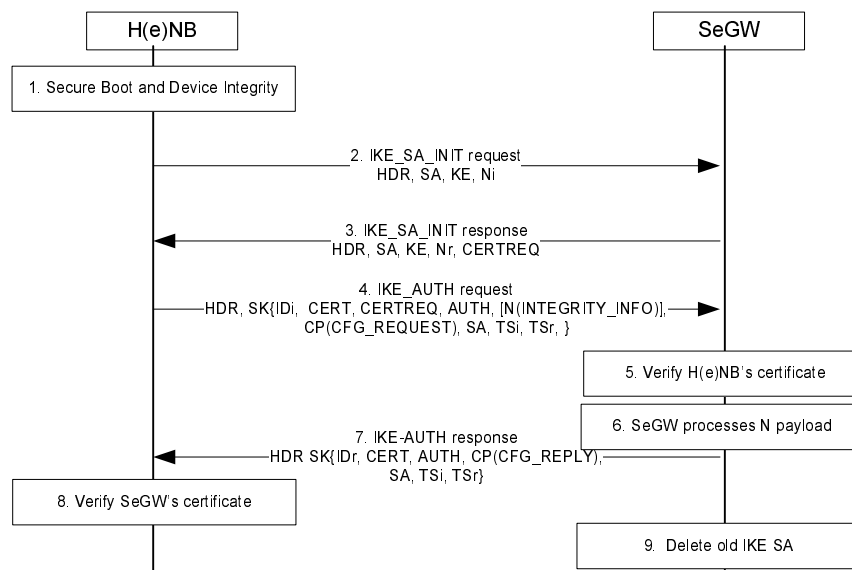 H(e)NB
SeGW
1. Secure Boot and Device Integrity
2. IKE_SA_INIT request
HDR, SA, KE, Ni
3. IKE_SA_INIT response
HDR, SA, KE, Nr, CERTREQ
4. IKE_AUTH request
HDR, SK{IDi, CERT, CERTREQ, AUTH, [N(INTEGRITY_INFO)],
CP(CFG_REQUEST), SA, TSi, TSr, }
5. Verify H(e)NB's certificate
6. SeGW processes N payload
7. IKE-AUTH response
HDR SK{IDr, CERT, AUTH, CP(CFG_REPLY),
SA, TSi, TSr}
8. Verify SeGW's certificate
9. Delete old IKE SA